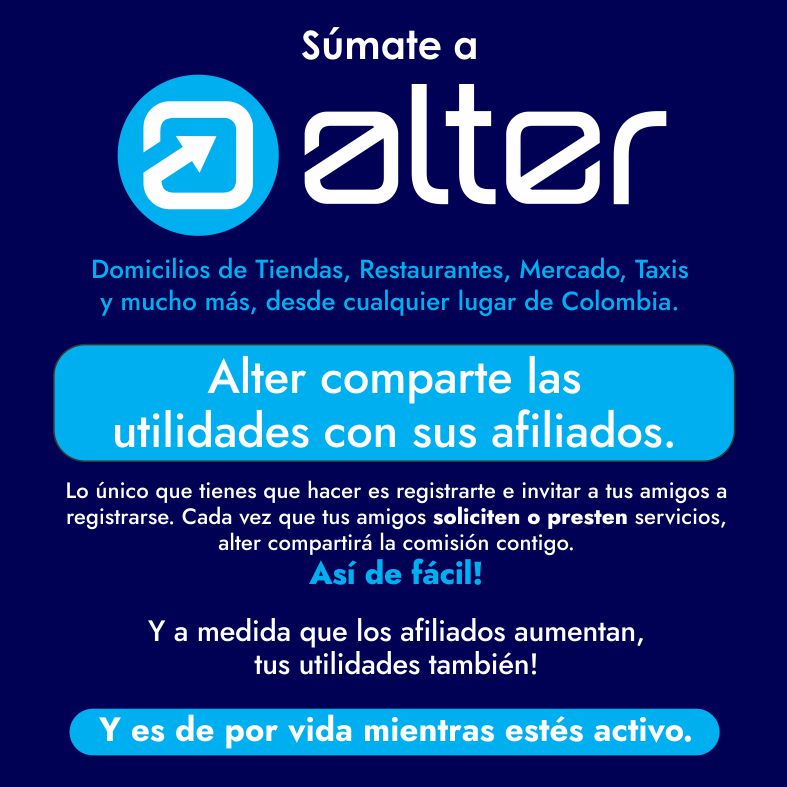 Súmate a
alter
Domicilios de Tiendas, Restaurantes, Mercado, Taxis
y mucho más, desde cualquier lugar de Colombia.
Alter comparte las
utilidades con sus afiliados.
Lo único que tienes que hacer es registrarte e invitar a tus amigos a
registrarse. Cada vez que tus amigos soliciten o presten servicios,
alter compartirá la comisión contigo.
Así de fácil!
Y a medida que los afiliados aumentan,
tus utilidades también!
Y es de por vida mientras estés activo.